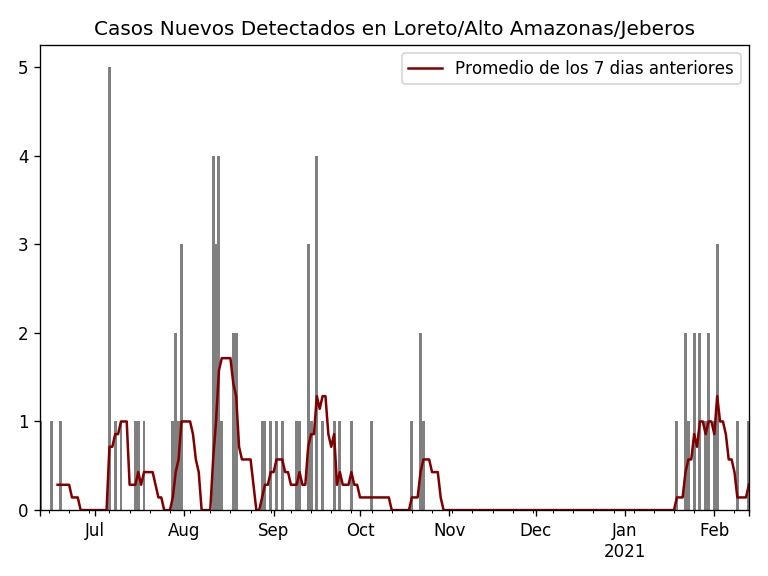 Casos Nuevos Detectados en Loreto/Alto Amazonas/Jeberos
Promedio de los 7 dias anteriores
5
4
3
2
1
0
Jul Aug Sep Oct Nov Dec Jan Feb
2021